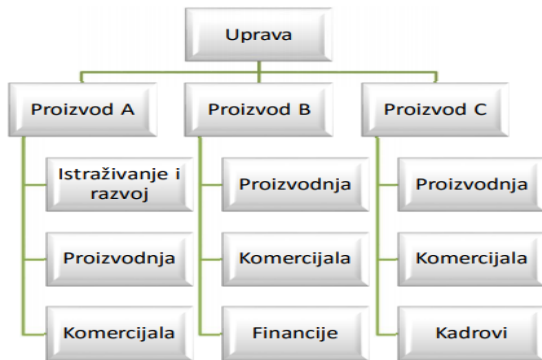 Uprava
Proizvod A
Proizvod B
Proizvod C
Istraživanje i
razvoj
Proizvodnja
Komercijala
Proizvodnja
Komercijala
Financije
Proizvodnja
Komercijala
Kadrovi